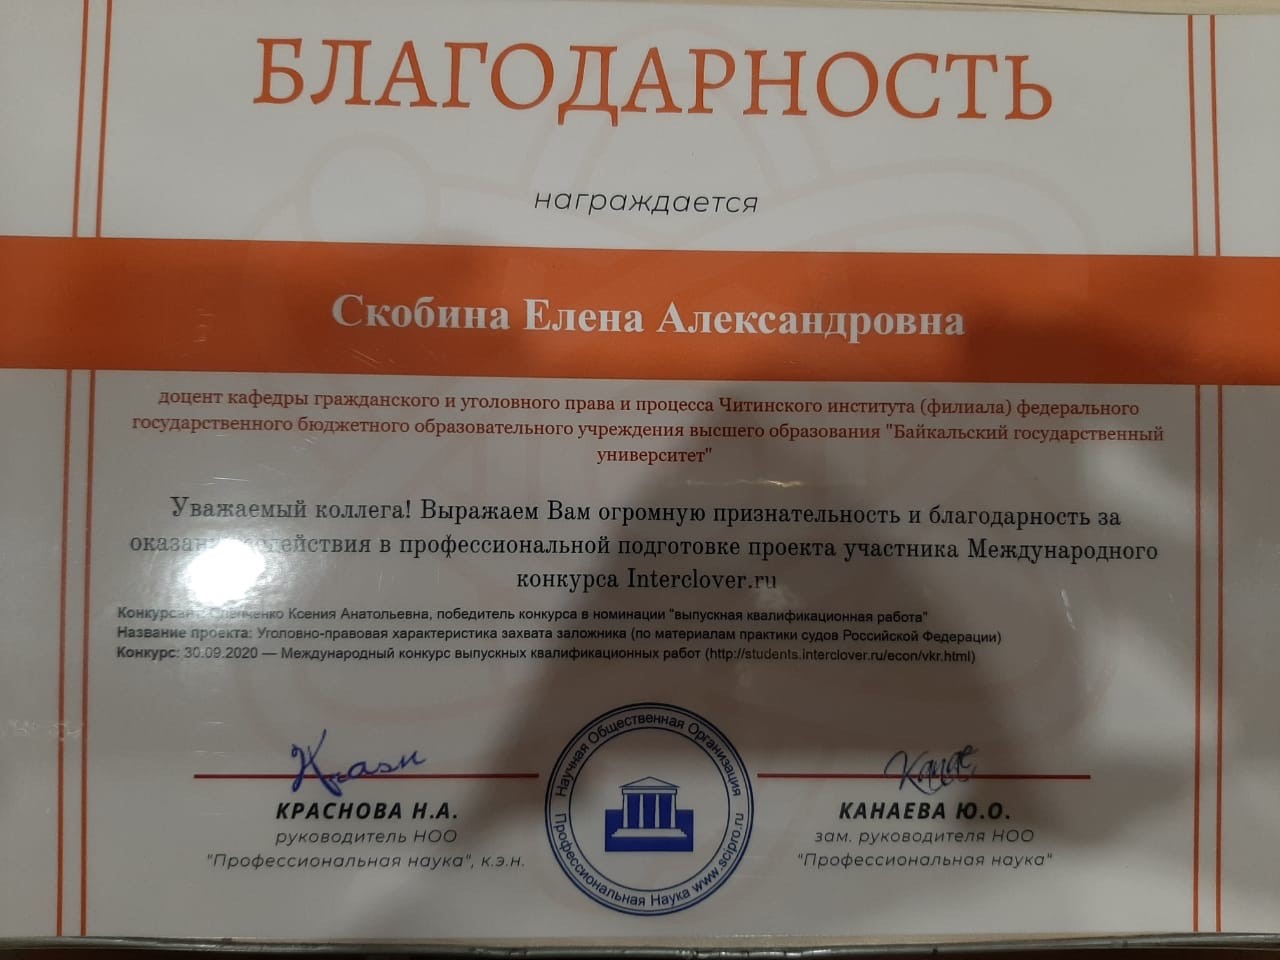 БЛАГОДАРНОСТЬ
награждается
Скобина Елена Александровна
доцент кафедры гражданского и уголовного права и процесса Читинского института (филиала) федерального
государственного бюджетного образовательного учреждения высшего образования "Байкальский государственный
университет"
Уважаемый коллега! Выражаем Вам огромную признательность и благодарность за
в профессиональной подготовке проекта участника Международного
конкурса Interclover.ru
Ксения Анатольевна, победитель конкурса в номинации "выпускная квалификационная работа"
Название проекта: Уголовно-правовая характеристика захвата заложника (по материалам практики судов Российской Федерации)
Конкурс: 30.09.2020 — Международный конкурс выпускных квалификационных работ (http://students.interclover.ru/econ/vkr.html)
Научная Общественная Организация
Профессиональная Наука www.scipro.ru
КРАСНОВА Н.А.
руководитель НОО
"Профессиональная наука", к.э.н.
КАНАЕВА Ю.О.
зам. руководителя НОО
"Профессиональная наука"